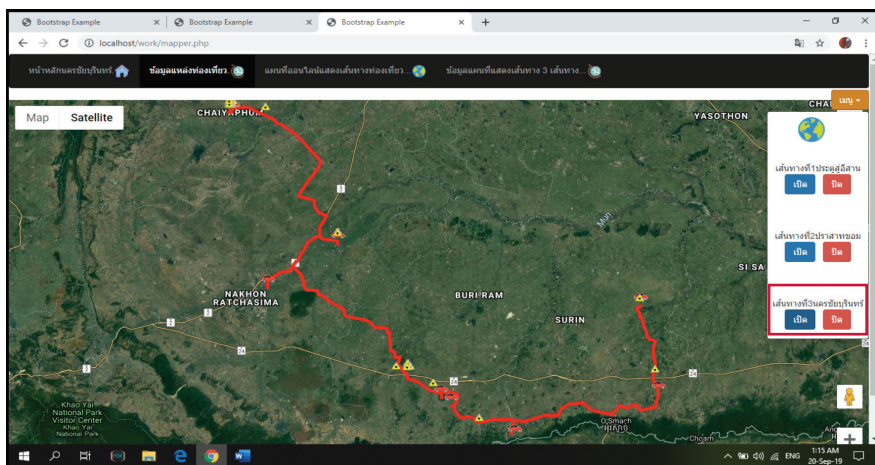 Bootstrap Example
Bootstrap Example
Bootstrap Example
localhost/work/mapper.php
หน้าหลักนครชัยบุรินทร์
ข้อมูลแหล่งท่องเที่ยว
แผนที่ออนไลน์แสดงเส้นทางท่องเที่ยว...
ข้อมูลแผนที่แสดงเส้นทาง 3 เส้นทาง...
เมนู
Map Satellite
CHAIYAPHUM
YASOTHON
เส้นทางที่1ประตูสู่อีสาน
เปิด ปิด
2
Mun
เส้นทางที่2ปราสาทขอม
เปิด ปิด
2
SI SA
NAKHON
RATCHASIMA
BURI RAM
SURIN
เส้นทางที่3นครชัยบุรินทร์
เปิด ปิด
2
2
24
24
24
Khao Yai
National Park
Visitor Center
Khao Yai
National Park
O'Smach
Choam
ENG
1:15 AM
20-Sep-19